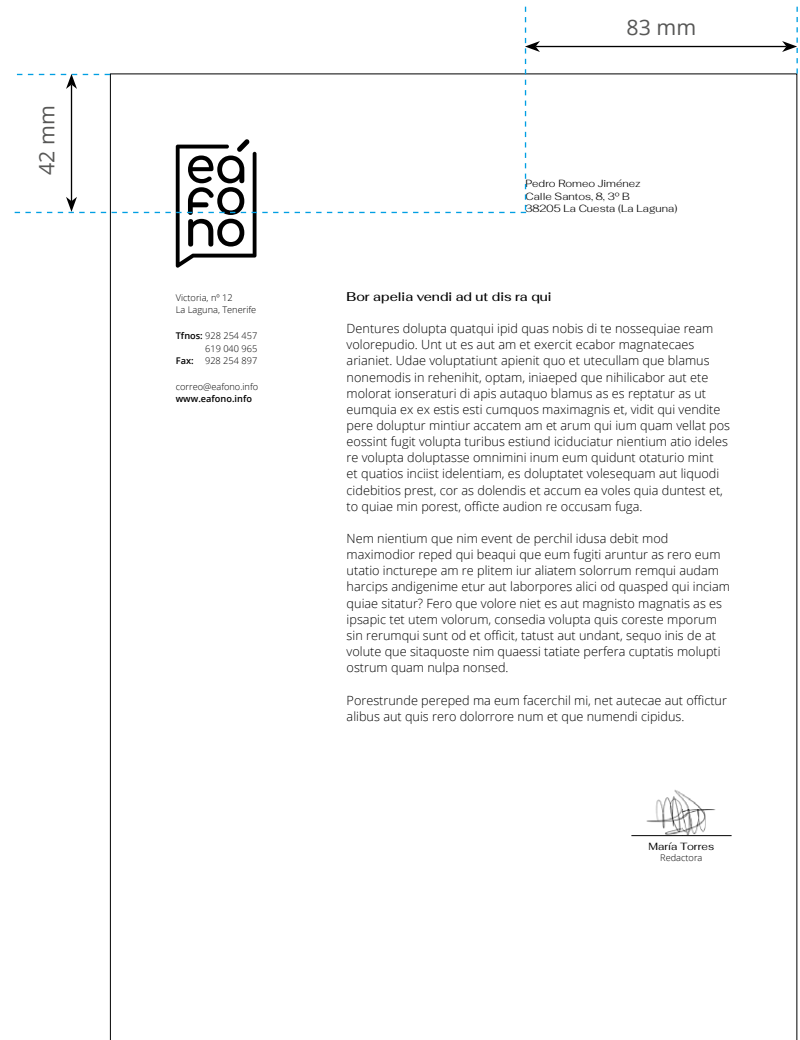 83 mm
42 mm
eá
fo
no
Pedro Romeo Jiménez
Calle Santos, 8, 3º B
38205 La Cuesta (La Laguna)
Victoria, nº 12
La Laguna, Tenerife
Tfnos: 928 254 457
619 040 965
Fax: 928 254 897
correo@eafono.info
www.eafono.info
Bor apelia vendi ad ut dis ra qui
Dentures dolupta quatqui ipid quas nobis di te nossequiae ream
volorepudio. Unt ut es aut am et exercit ecabor magnatecaes
arianiet. Udae voluptatiunt apienit quo et utecullam que blamus
nonemodis in rehenihit, optam, iniaeped que nihilicabor aut ete
molorat ionseraturi di apis autaquo blamus as es reptatur as ut
eumquia ex ex estis esti cumquos maximagnis et, vidit qui vendite
pere doluptur mintiur accatem am et arum qui ium quam vellat pos
eossint fugit volupta turibus estiund iciduciatur nientium atio ideles
re volupta doluptasse omnimini inum eum quidunt otaturio mint
et quatios inciist idelentiam, es doluptatet volesequam aut liquodi
cidebitios prest, cor as dolendis et accum ea voles quia duntest et,
to quiae min porest, officte audion re occusam fuga.
Nem nientium que nim event de perchil idusa debit mod
maximodior reped qui beaqui que eum fugiti aruntur as rero eum
utatio incturepe am re plitem iur aliatem solorrum remqui audam
harcips andigenime etur aut laborpores alici od quasped qui inciam
quiae sitatur? Fero que volore niet es aut magnisto magnatis as es
ipsapic tet utem volorum, consedia volupta quis coreste mporum
sin rerumqui sunt od et officit, tatust aut undant, sequo inis de at
volute que sitaquoste nim quaessi tatiate perfera cuptatis molupti
ostrum quam nulpa nonsed.
Porestrunde pereped ma eum facerchil mi, net autecae aut offictur
alibus aut quis rero dolorrore num et que numendi cipidus.
María Torres
Redactora